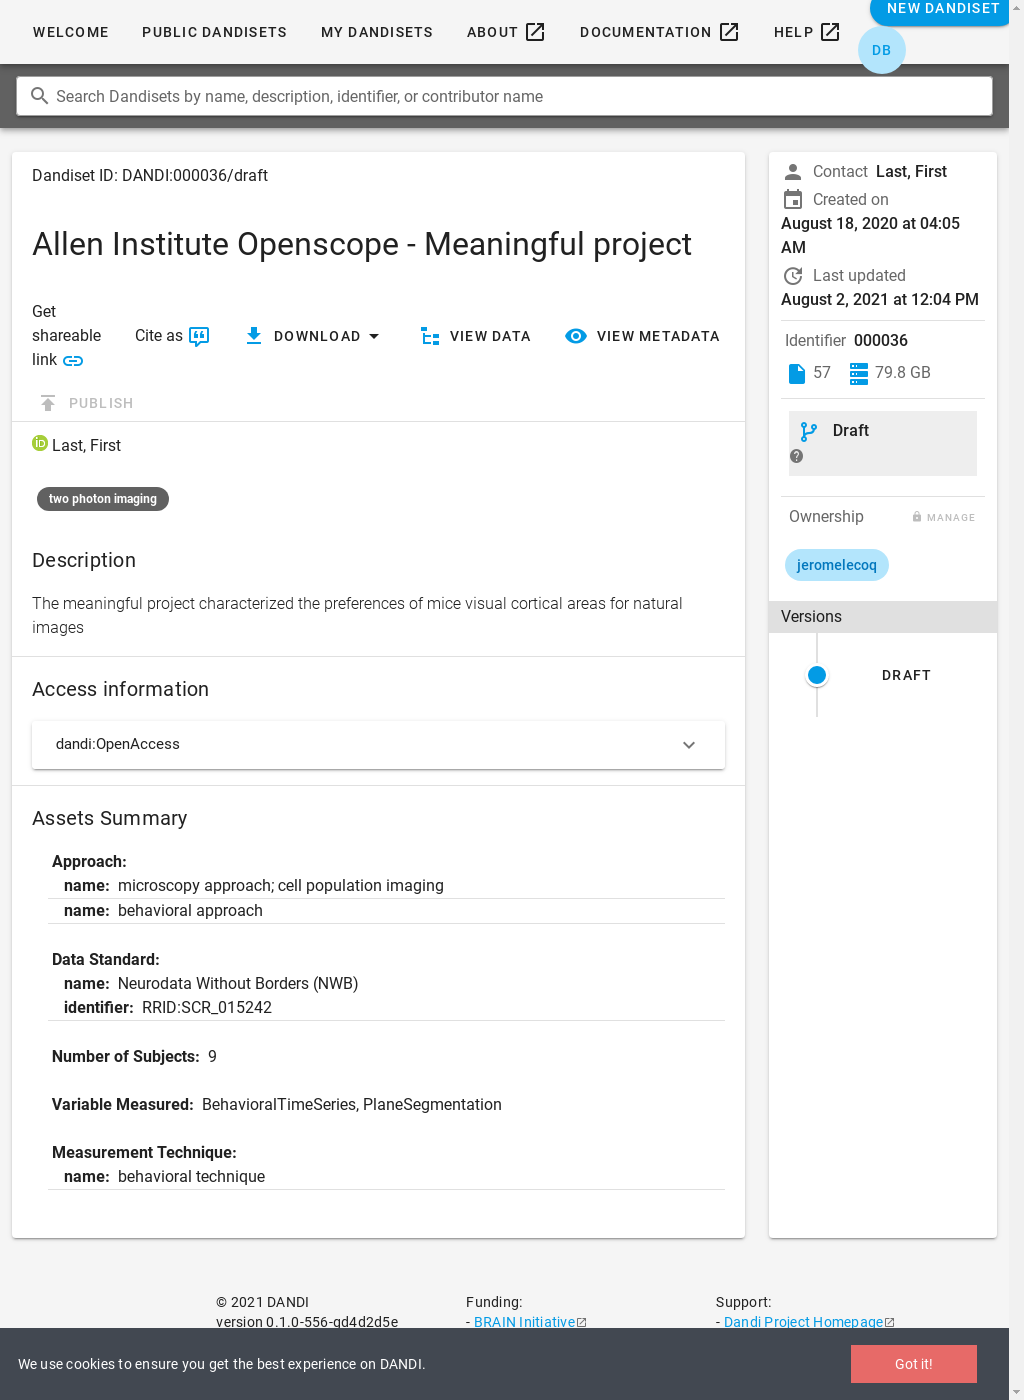 WELCOME PUBLIC DANDISETS MY DANDISETS ABOUT DOCUMENTATION HELP NEW DANDISET
DB
Search Dandisets by name, description, identifier, or contributor name
Dandiset ID: DANDI:000036/draft
Allen Institute Openscope - Meaningful project
Get
shareable
link
Cite as DOWNLOAD VIEW DATA VIEW METADATA
PUBLISH
iD Last, First
two photon imaging
Description
The meaningful project characterized the preferences of mice visual cortical areas for natural
images
Access information
dandi:OpenAccess
Assets Summary
Approach:
name: microscopy approach; cell population imaging
name: behavioral approach
Data Standard:
name: Neurodata Without Borders (NWB)
identifier: RRID:SCR_015242
Number of Subjects: 9
Variable Measured: BehavioralTimeSeries, PlaneSegmentation
Measurement Technique:
name: behavioral technique
Contact Last, First
Created on
August 18, 2020 at 04:05
AM
Last updated
August 2, 2021 at 12:04 PM
Identifier 000036
57 79.8 GB
Draft
Ownership MANAGE
jeromelecoq
Versions
DRAFT
© 2021 DANDI
version 0.1.0-556-gd4d2d5e
Funding:
- BRAIN Initiative
Support:
- Dandi Project Homepage
We use cookies to ensure you get the best experience on DANDI.
Got it!